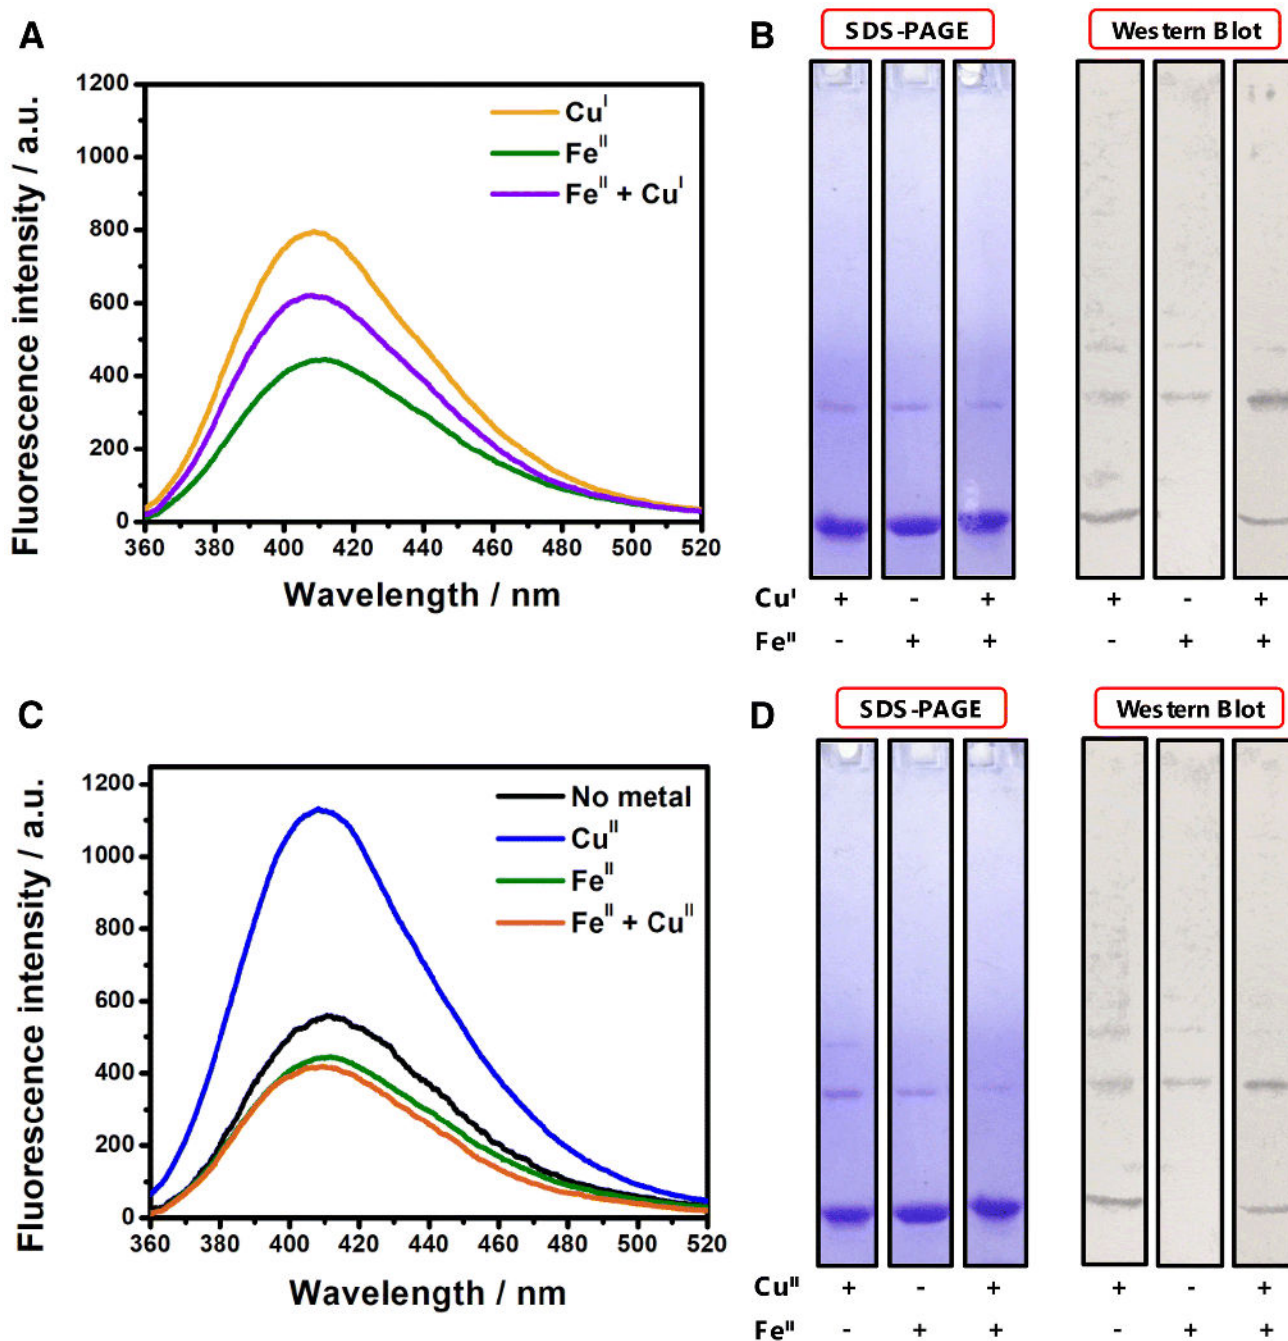 A
Fluorescence intensity / a.u.
1200
1000
800
600
400
200
0
360 380 400 420 440 460 480 500 520
Wavelength / nm
Cu^I
Fe^II
Fe^II + Cu^I
B
SDS-PAGE Western Blot
Cu^I + - + + - +
Fe^II - + + - + +
C
Fluorescence intensity / a.u.
1200
1000
800
600
400
200
0
360 380 400 420 440 460 480 500 520
Wavelength / nm
No metal
Cu^II
Fe^II
Fe^II + Cu^II
D
SDS-PAGE Western Blot
Cu^II + - + + - +
Fe^II - + + - + +